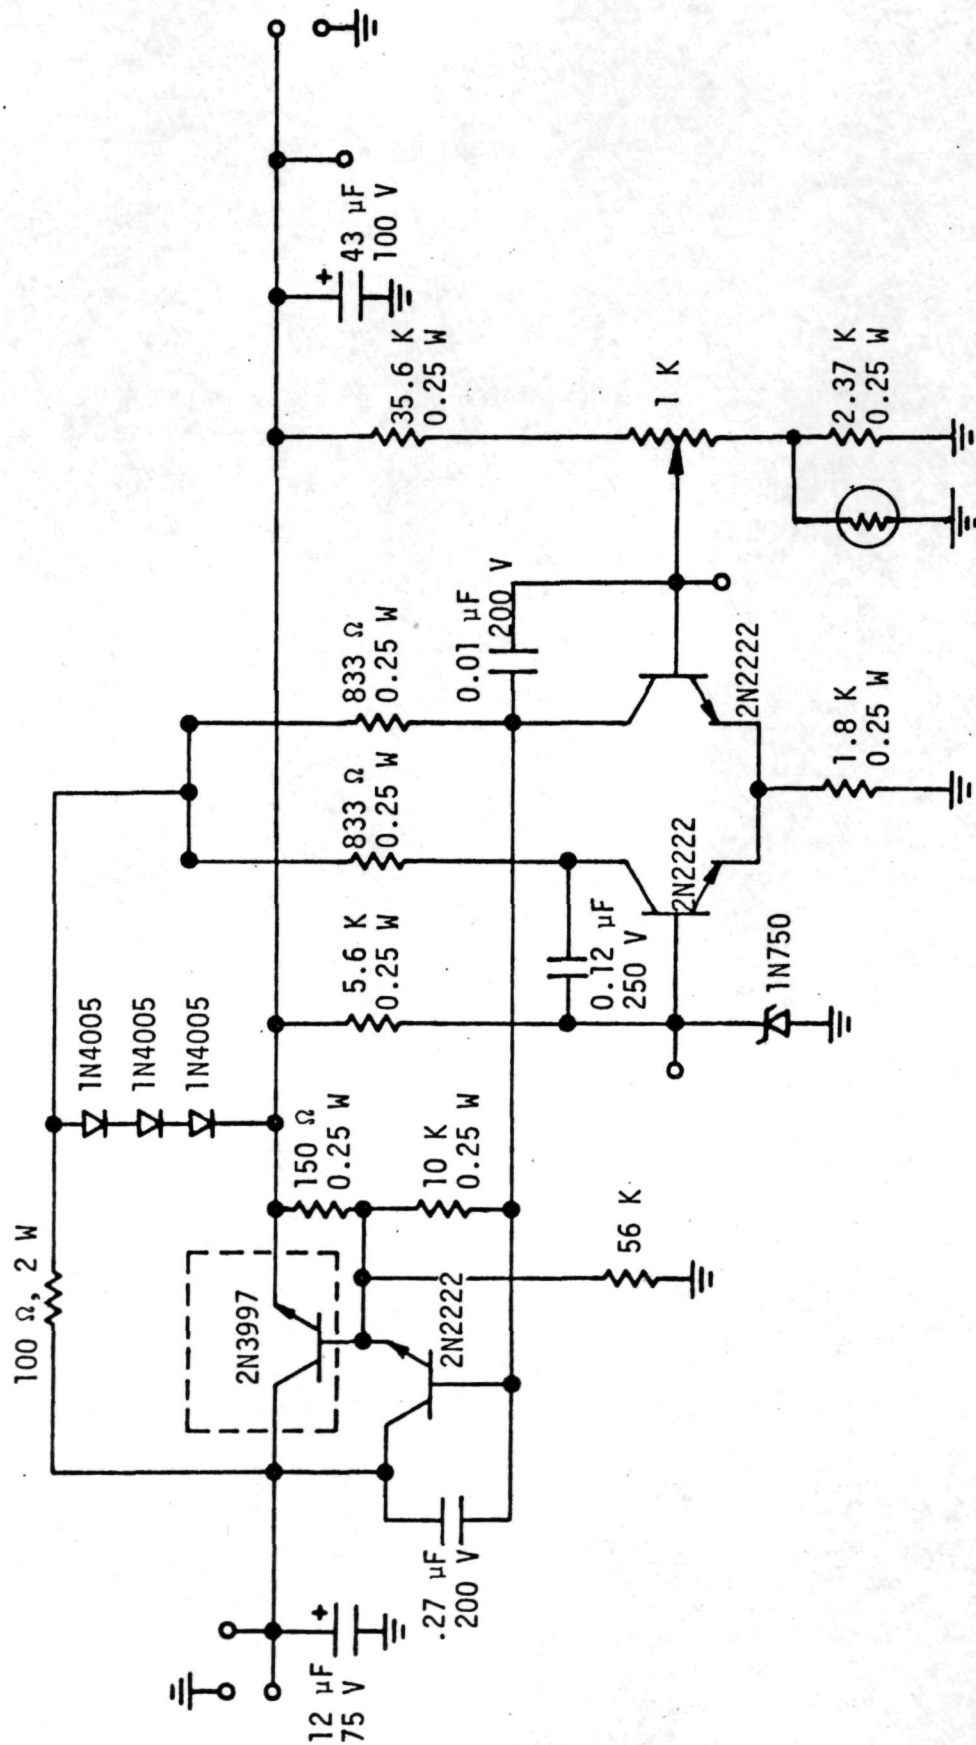 100 Ω, 2 W
1N4005
1N4005
1N4005
2N3997
150 Ω
0.25 W
10 K
0.25 W
5.6 K
0.25 W
833 Ω
0.25 W
833 Ω
0.25 W
0.01 µF
200 V
35.6 K
0.25 W
+
43 µF
100 V
+
12 µF
75 V
.27 µF
200 V
2N2222
56 K
0.12 µF
250 V
1N750
2N2222
2N2222
1.8 K
0.25 W
1 K
2.37 K
0.25 W